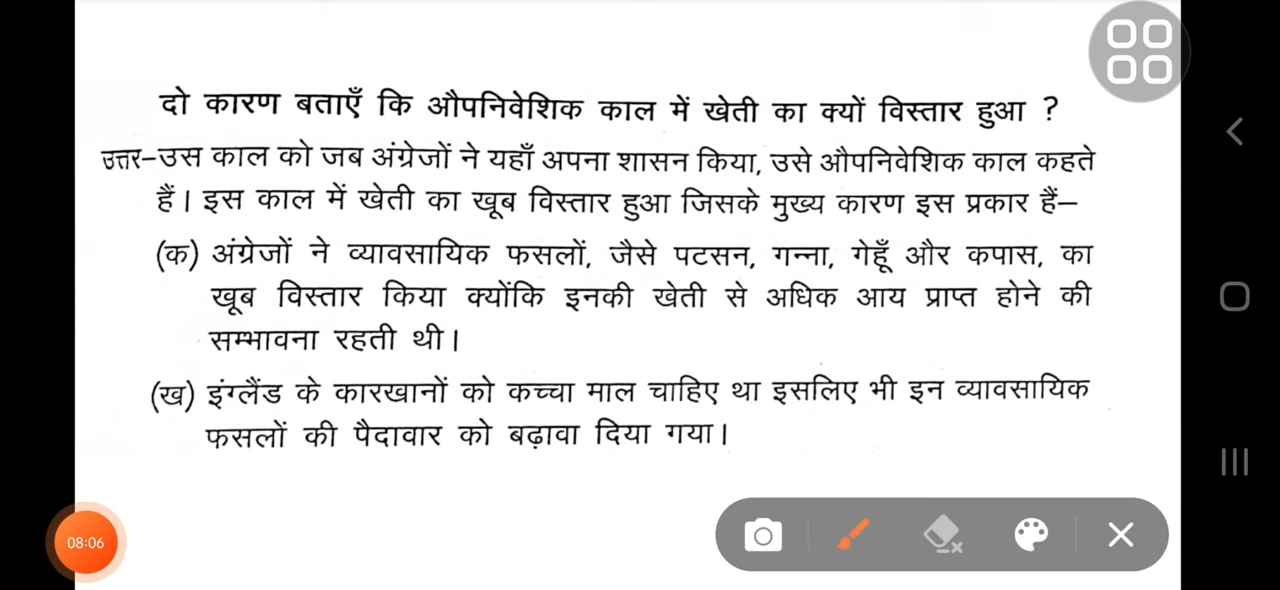 दो कारण बताएँ कि औपनिवेशिक काल में खेती का क्यों विस्तार हुआ ?
उत्तर–उस काल को जब अंग्रेजों ने यहाँ अपना शासन किया, उसे औपनिवेशिक काल कहते
हैं। इस काल में खेती का खूब विस्तार हुआ जिसके मुख्य कारण इस प्रकार हैं–
(क) अंग्रेजों ने व्यावसायिक फसलों, जैसे पटसन, गन्ना, गेहूँ और कपास, का
खूब विस्तार किया क्योंकि इनकी खेती से अधिक आय प्राप्त होने की
सम्भावना रहती थी।
(ख) इंग्लैंड के कारखानों को कच्चा माल चाहिए था इसलिए भी इन व्यावसायिक
फसलों की पैदावार को बढ़ावा दिया गया।
08:06